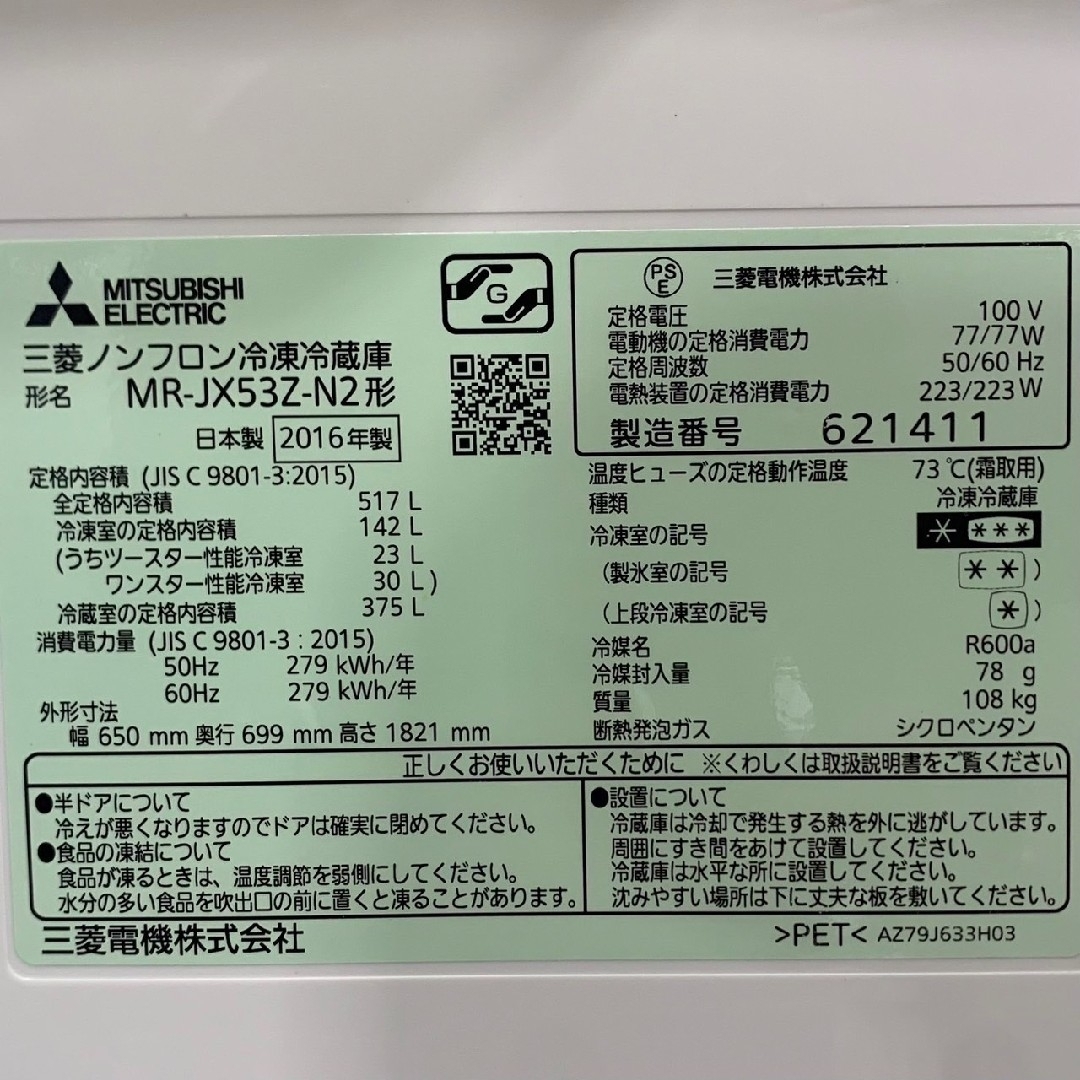 MITSUBISHI
ELECTRIC
三菱ノンフロン冷凍冷蔵庫
形名 MR-JX53Z-N2形
日本製 2016年製
G
定格内容積 (JIS C 9801-3:2015)
全定格内容積 517 L
冷凍室の定格内容積 142 L
(うちツースター性能冷凍室 23 L
ワンスター性能冷凍室 30 L)
冷蔵室の定格内容積 375 L
消費電力量 (JIS C 9801-3 : 2015)
50Hz 279 kWh/年
60Hz 279 kWh/年
外形寸法
幅 650 mm 奥行 699 mm 高さ 1821 mm
PS
E
三菱電機株式会社
定格電圧 100 V
電動機の定格消費電力 77/77W
定格周波数 50/60 Hz
電熱装置の定格消費電力 223/223 W
製造番号 621411
温度ヒューズの定格動作温度 73 ℃(霜取用)
種類 冷凍冷蔵庫
冷凍室の記号 * ***
(製氷室の記号 ** )
(上段冷凍室の記号 * )
冷媒名 R600a
冷媒封入量 78 g
質量 108 kg
断熱発泡ガス シクロペンタン
正しくお使いいただくために ※くわしくは取扱説明書をご覧ください
●半ドアについて
冷えが悪くなりますのでドアは確実に閉めてください。
●食品の凍結について
食品が凍るときは、温度調節を弱側にしてください。
水分の多い食品を吹出口の前に置くと凍ることがあります。
●設置について
冷蔵庫は冷却で発生する熱を外に逃がしています。
周囲にすき間をあけて設置してください。
冷蔵庫は水平な所に設置してください。
沈みやすい場所は下に丈夫な板を敷いてください。
三菱電機株式会社
>PET< AZ79J633H03